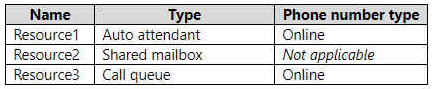 Name Type Phone number type
Resource1 Auto attendant Online
Resource2 Shared mailbox Not applicable
Resource3 Call queue Online